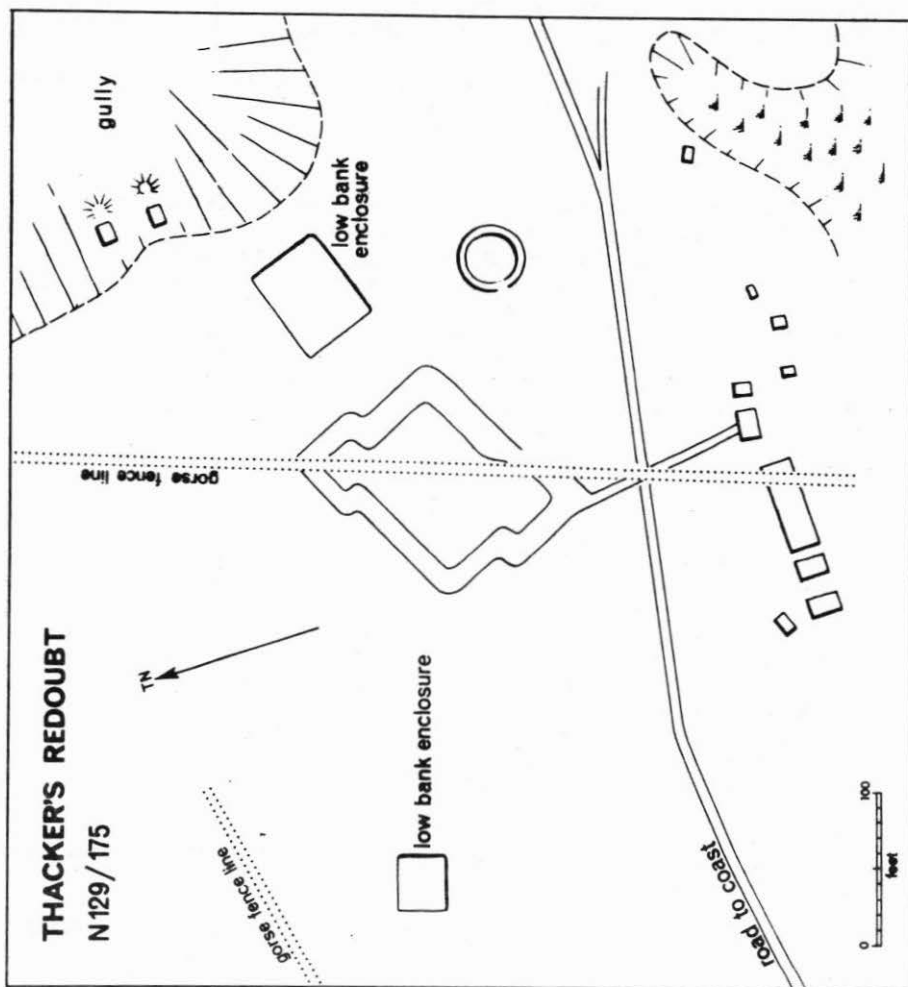 THACKER'S REDOUBT
N129/175
TN
gully
low bank
enclosure
gorse fence line
gorse fence line
low bank enclosure
road to coast
0
100
feet